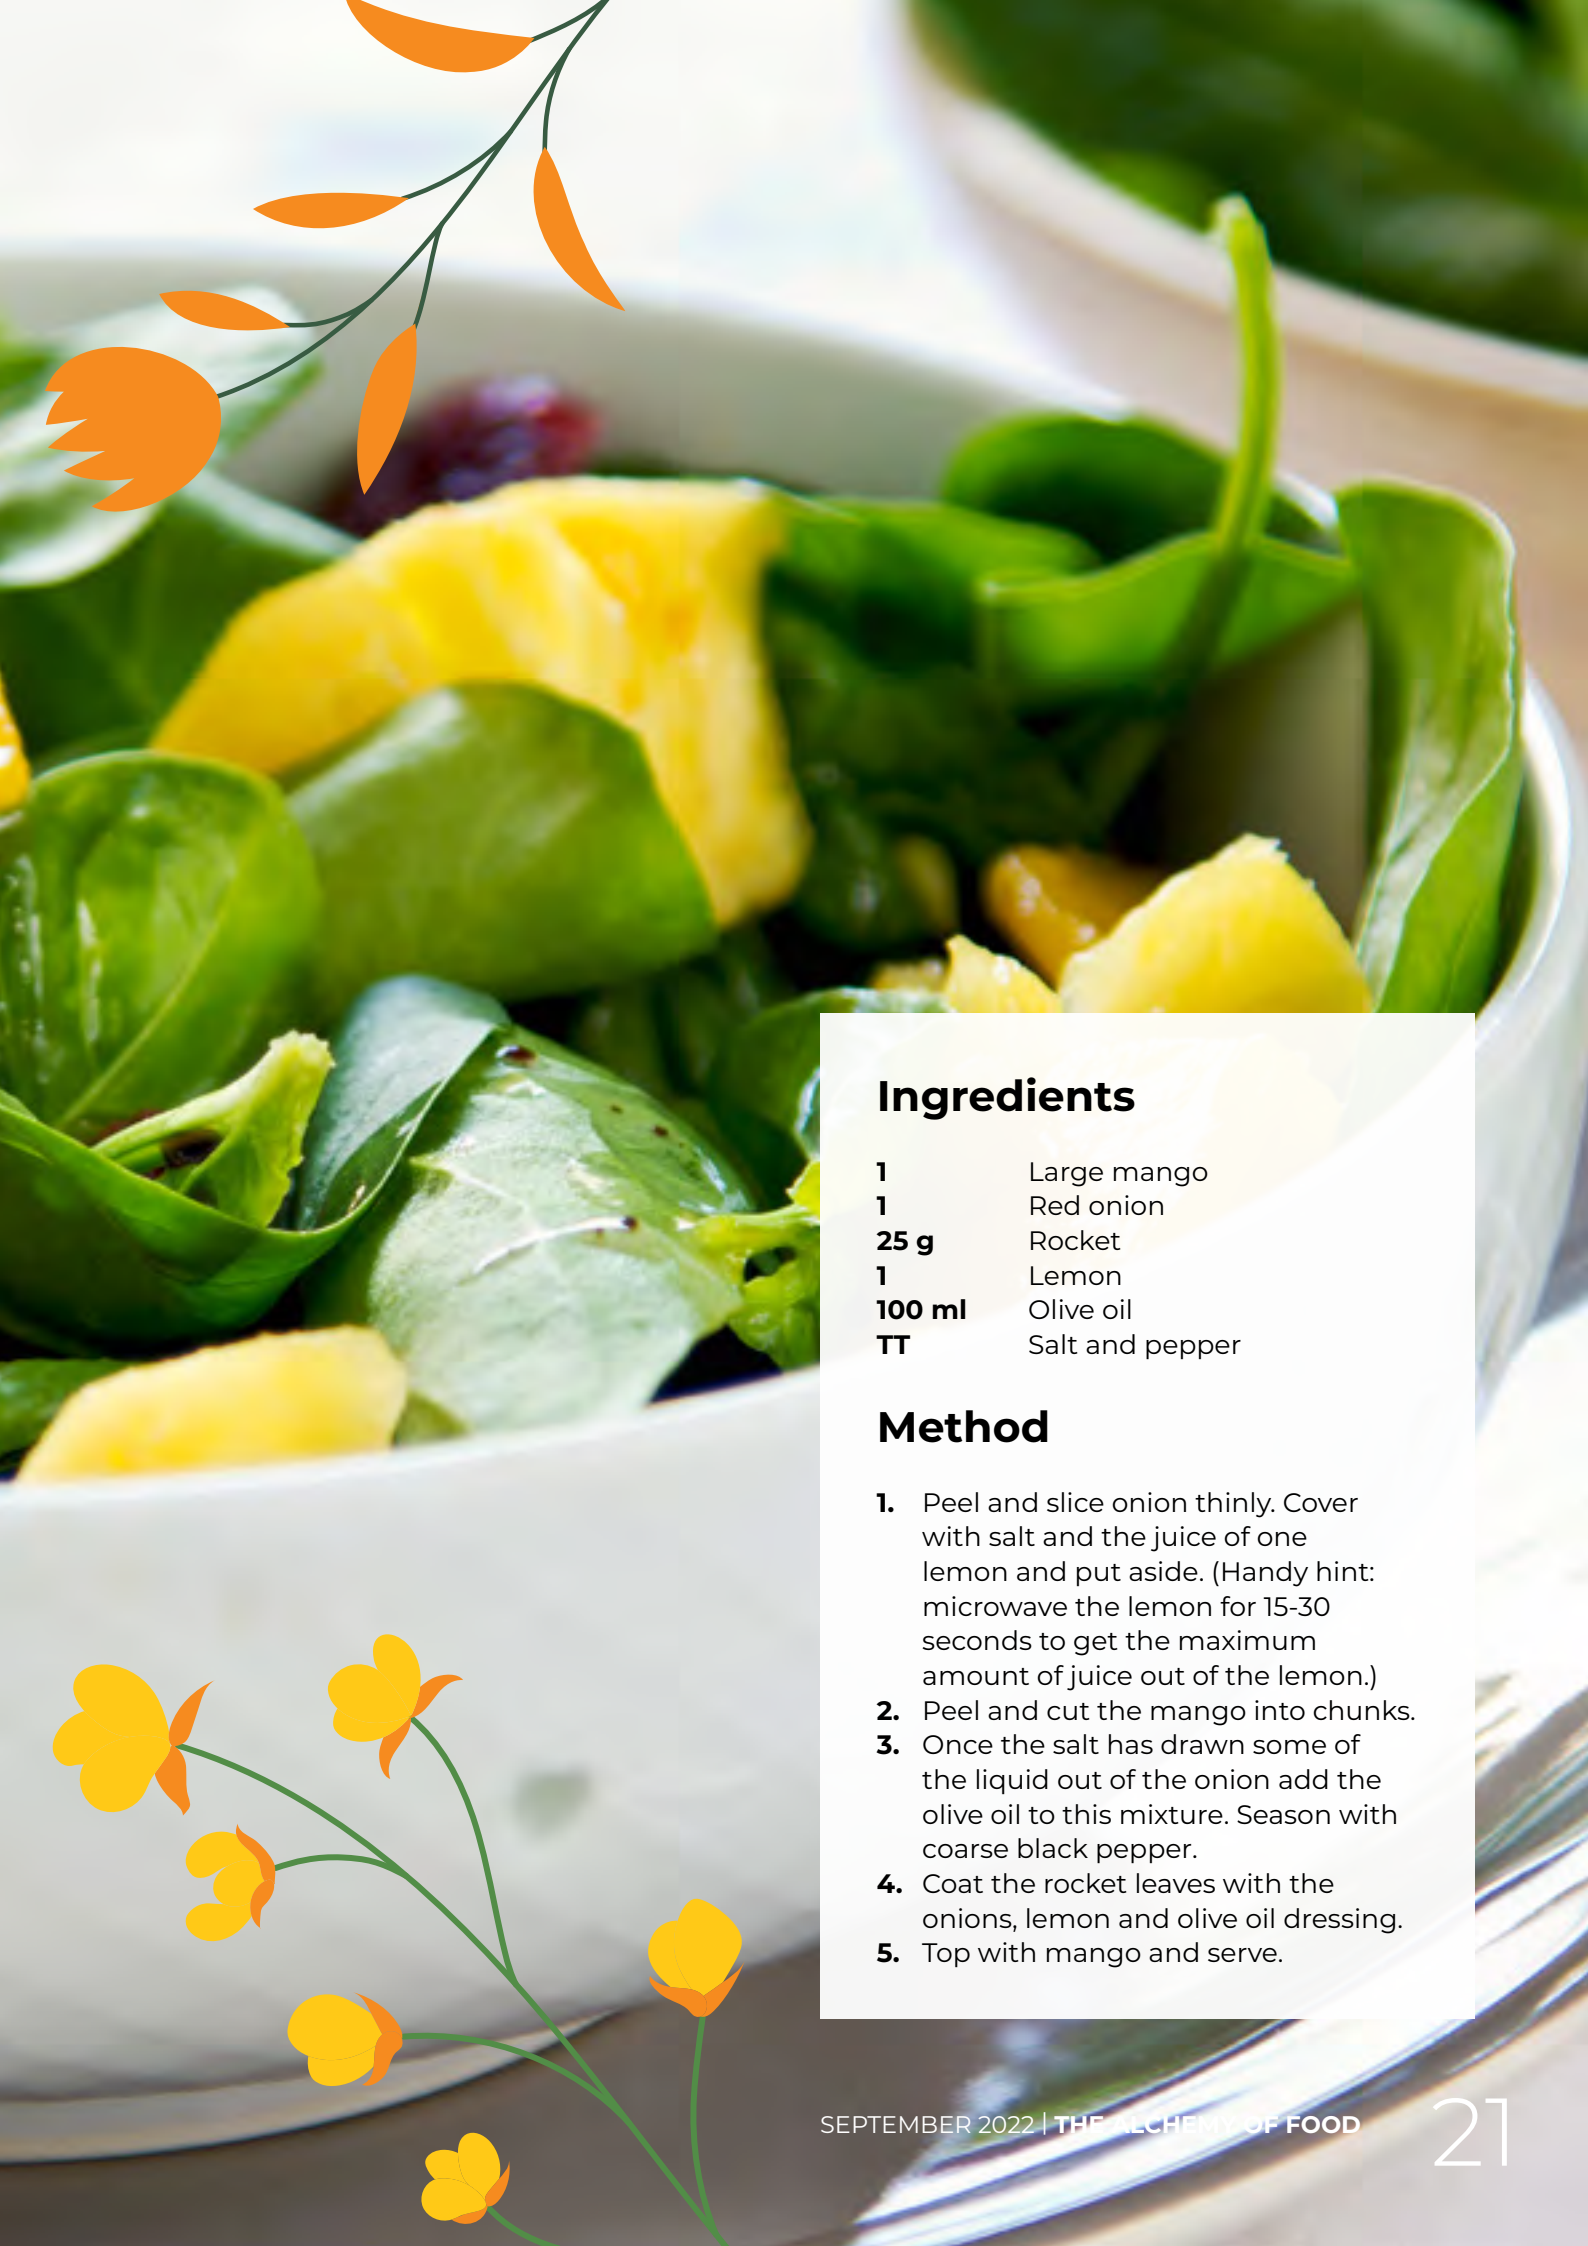 Ingredients
1 Large mango
1 Red onion
25 g Rocket
1 Lemon
100 ml Olive oil
TT Salt and pepper
Method
1. Peel and slice onion thinly. Cover
with salt and the juice of one
lemon and put aside. (Handy hint:
microwave the lemon for 15-30
seconds to get the maximum
amount of juice out of the lemon.)
2. Peel and cut the mango into chunks.
3. Once the salt has drawn some of
the liquid out of the onion add the
olive oil to this mixture. Season with
coarse black pepper.
4. Coat the rocket leaves with the
onions, lemon and olive oil dressing.
5. Top with mango and serve.
SEPTEMBER 2022 | THE ALCHEMY OF FOOD 21